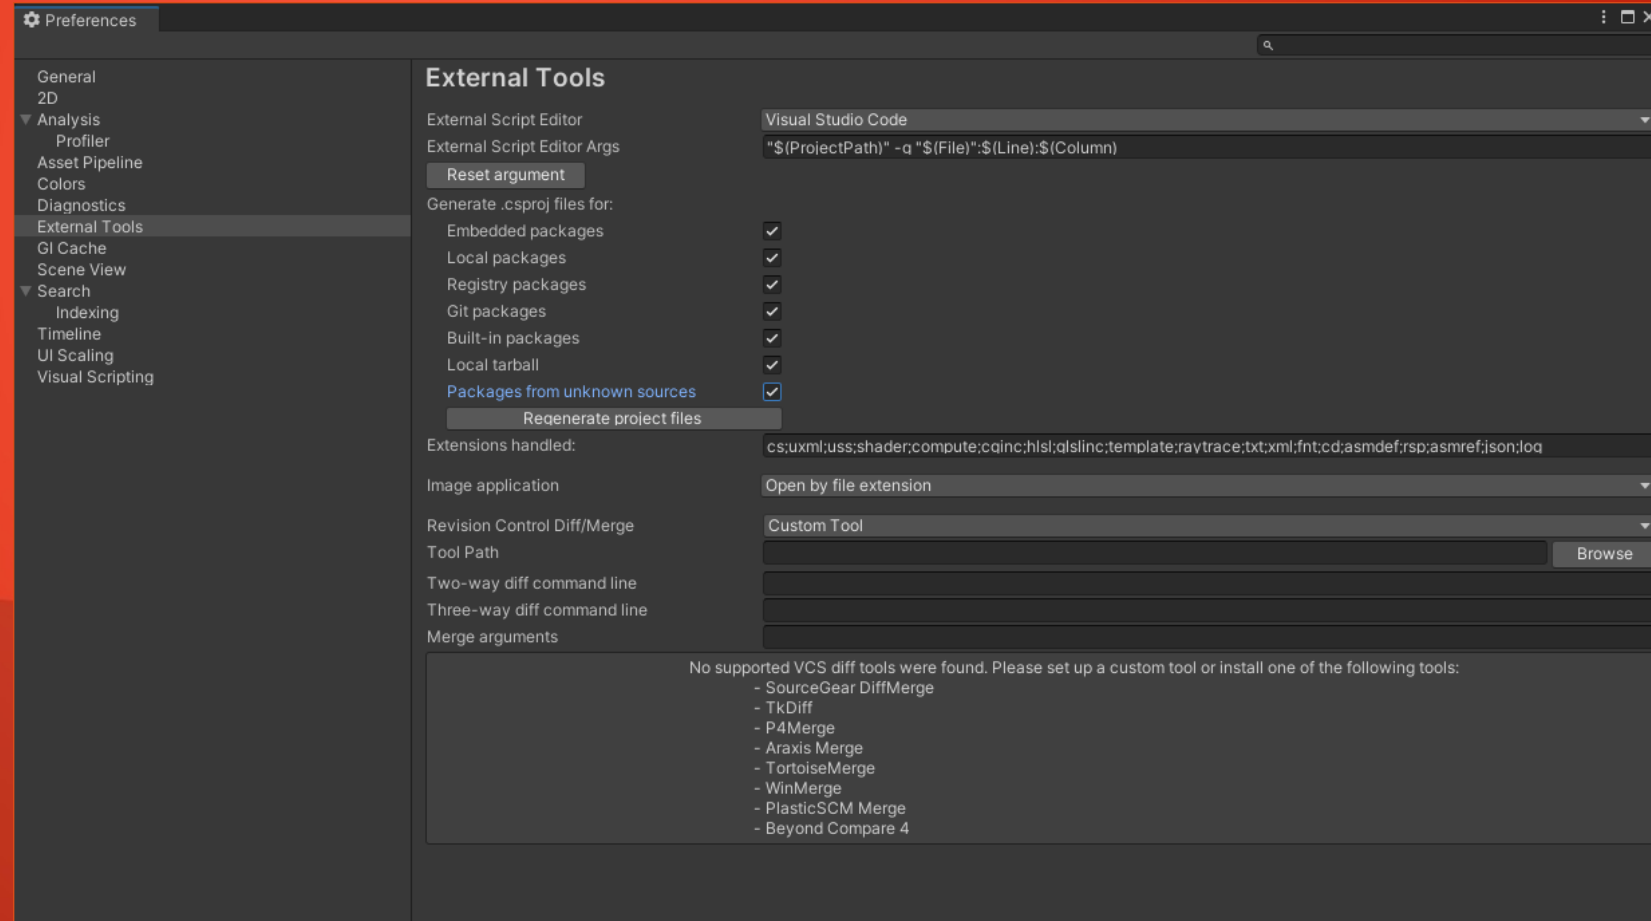 Preferences
General
2D
Analysis
Profiler
Asset Pipeline
Colors
Diagnostics
External Tools
GI Cache
Scene View
Search
Indexing
Timeline
UI Scaling
Visual Scripting
External Tools
External Script Editor Visual Studio Code
External Script Editor Args "$(ProjectPath)" -g "$(File)":$(Line):$(Column)
Reset argument
Generate .csproj files for:
Embedded packages
Local packages
Registry packages
Git packages
Built-in packages
Local tarball
Packages from unknown sources
Regenerate project files
Extensions handled: cs;uxml;uss;shader;compute;cginc;hlsl;glslinc;template;raytrace;txt;xml;fnt;cd;asmdef;rsp;asmref;json;log
Image application Open by file extension
Revision Control Diff/Merge Custom Tool
Tool Path Browse
Two-way diff command line
Three-way diff command line
Merge arguments
No supported VCS diff tools were found. Please set up a custom tool or install one of the following tools:
- SourceGear DiffMerge
- TkDiff
- P4Merge
- Araxis Merge
- TortoiseMerge
- WinMerge
- PlasticSCM Merge
- Beyond Compare 4